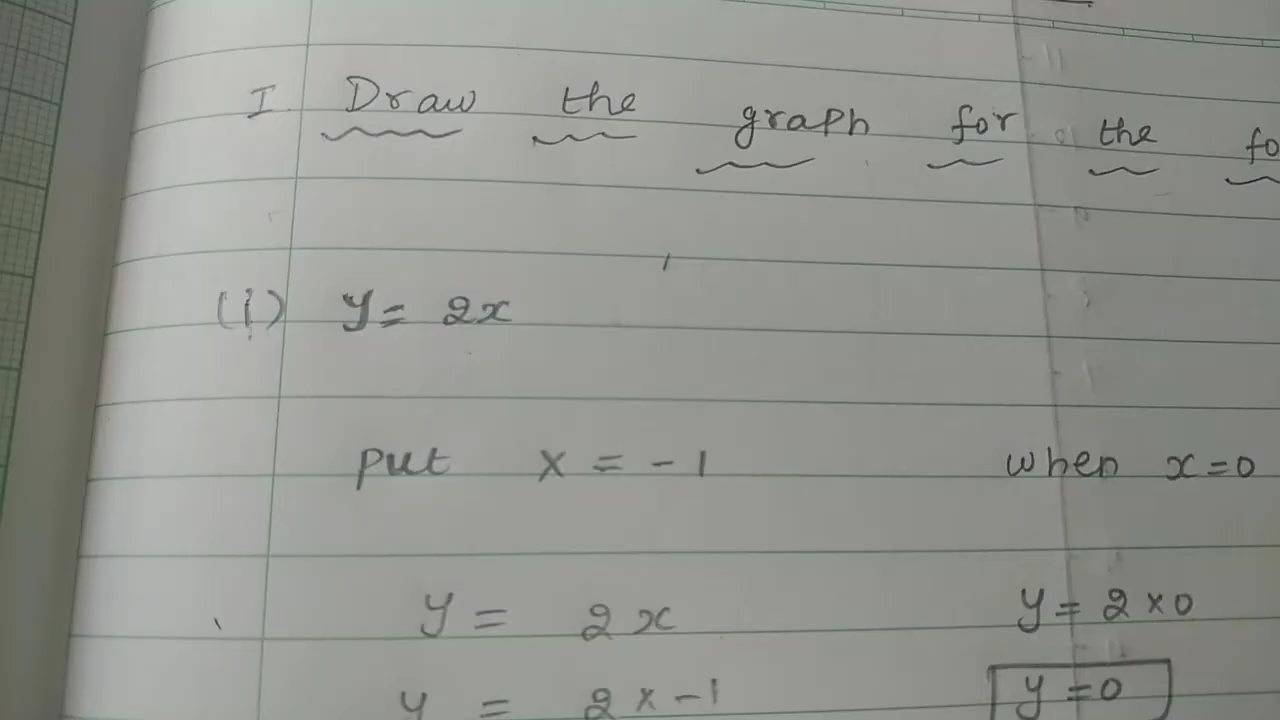 I Draw the graph for the
(i) y = 2x
put x = -1 when x=0
y = 2x y = 2 x 0
y = 2 x -1 y = 0